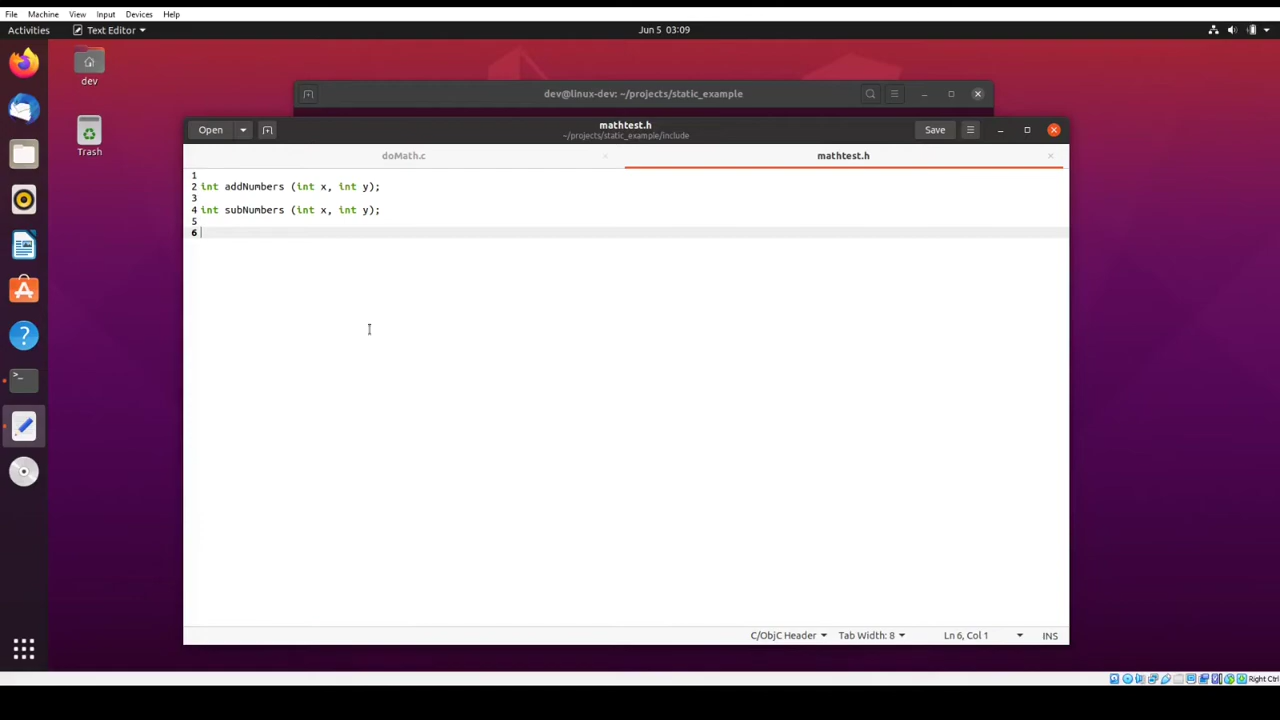 File Machine View Input Devices Help
Activities Text Editor Jun 5 03:09
dev
Trash
dev@linux-dev: ~/projects/static_example
Open mathtest.h Save
~/projects/static_example/include
doMath.c mathtest.h
1
2 int addNumbers (int x, int y);
3
4 int subNumbers (int x, int y);
5
6
C/ObjC Header Tab Width: 8 Ln 6, Col 1 INS
Right Ctrl